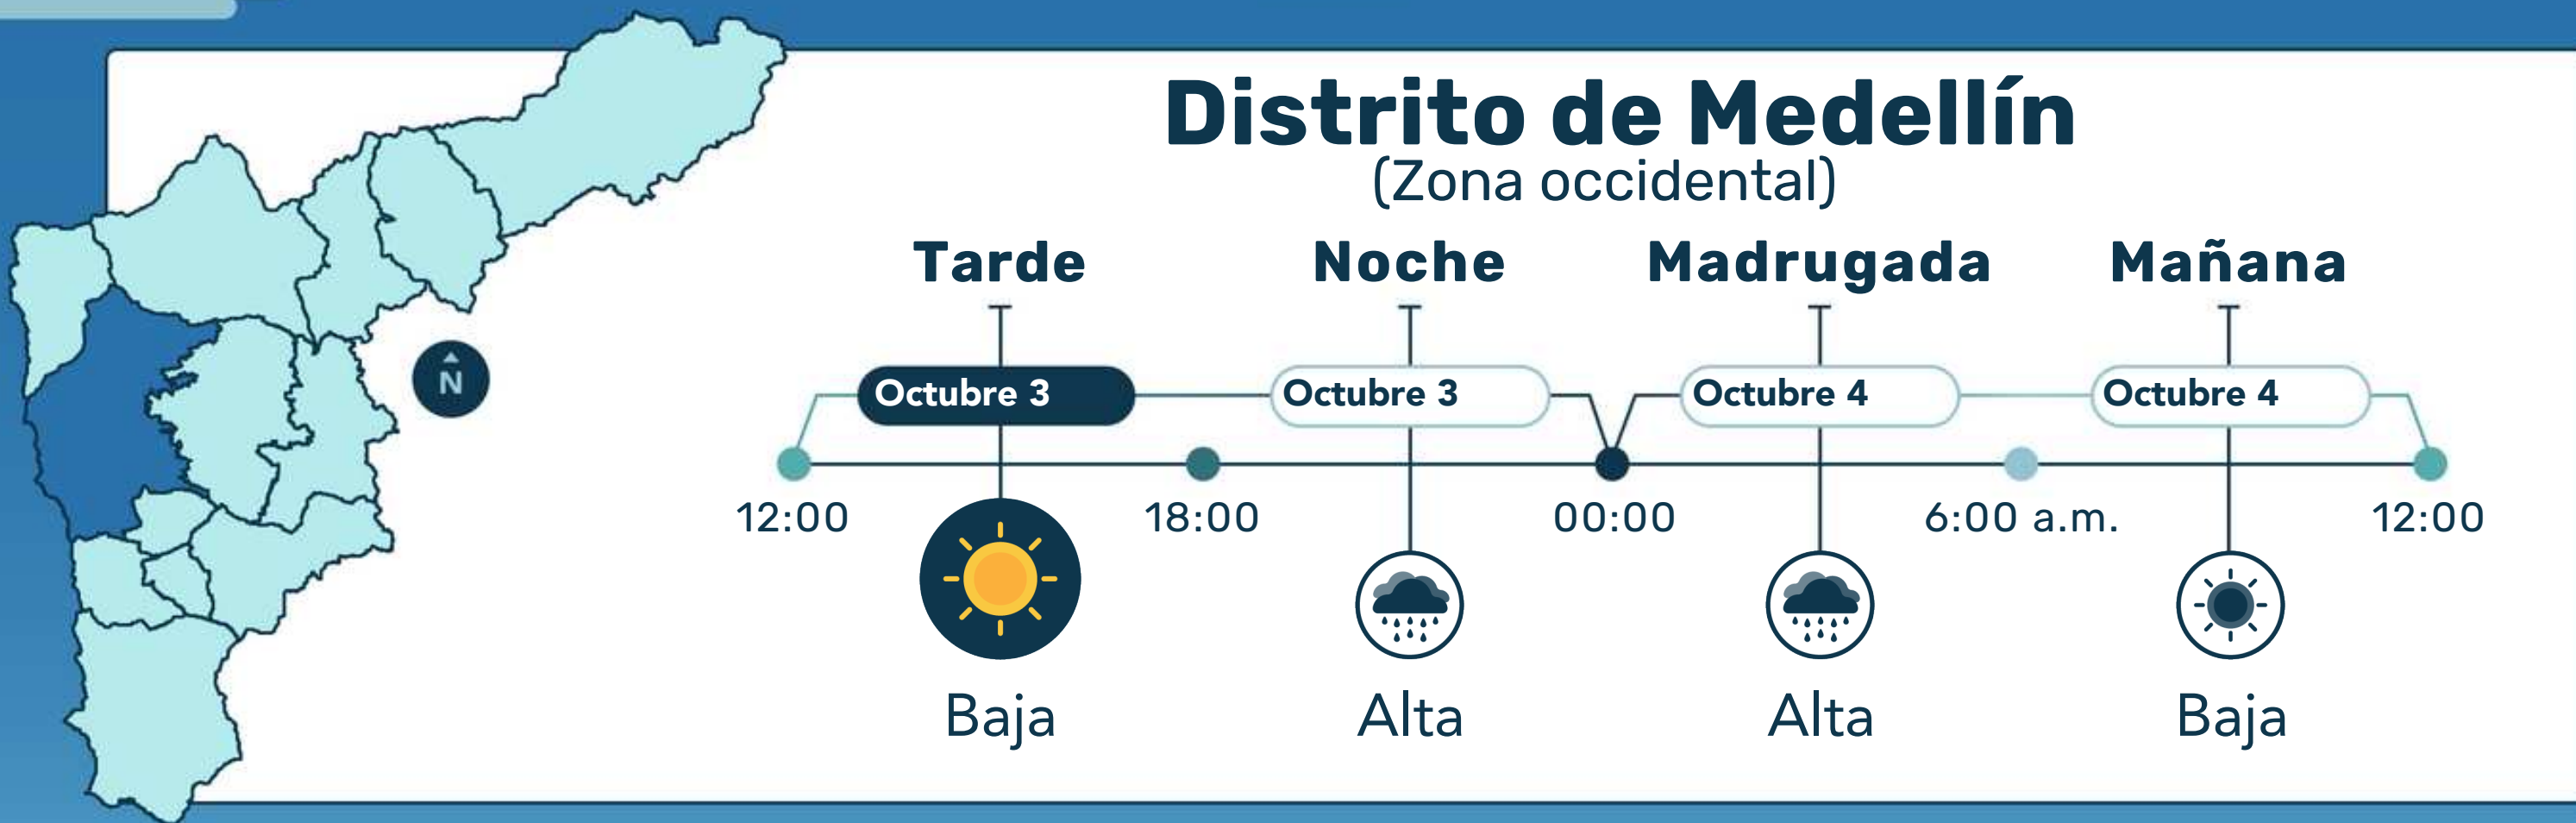 Distrito de Medellín
(Zona occidental)
Tarde Noche Madrugada Mañana
N
Octubre 3 Octubre 3 Octubre 4 Octubre 4
12:00 18:00 00:00 6:00 a.m. 12:00
Baja Alta Alta Baja